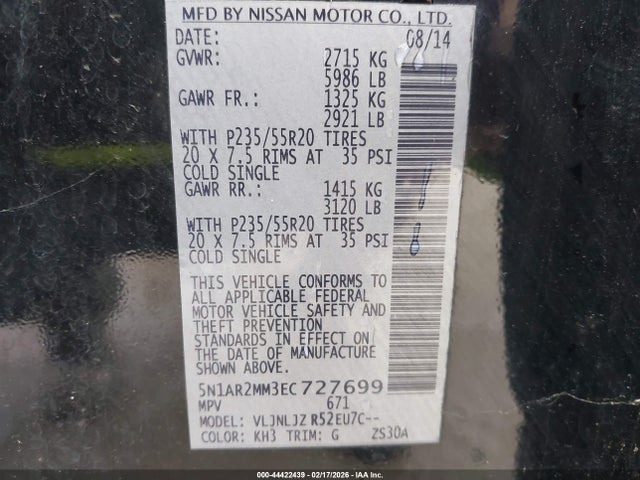 MFD BY NISSAN MOTOR CO., LTD.
DATE: 08/14
GVWR: 2715 KG
5986 LB
GAWR FR.: 1325 KG
2921 LB
WITH P235/55R20 TIRES
20 X 7.5 RIMS AT 35 PSI
COLD SINGLE
GAWR RR.: 1415 KG
3120 LB
WITH P235/55R20 TIRES
20 X 7.5 RIMS AT 35 PSI
COLD SINGLE
THIS VEHICLE CONFORMS TO
ALL APPLICABLE FEDERAL
MOTOR VEHICLE SAFETY AND
THEFT PREVENTION
STANDARDS IN EFFECT ON
THE DATE OF MANUFACTURE
SHOWN ABOVE.
5N1AR2MM3EC727699
MPV 671
MODEL: VLJNLJZ R52EU7C--
COLOR: KH3 TRIM: G ZS30A
IAA - 44422439 - 02/17/2026 - COPYRIGHT IAA, LLC